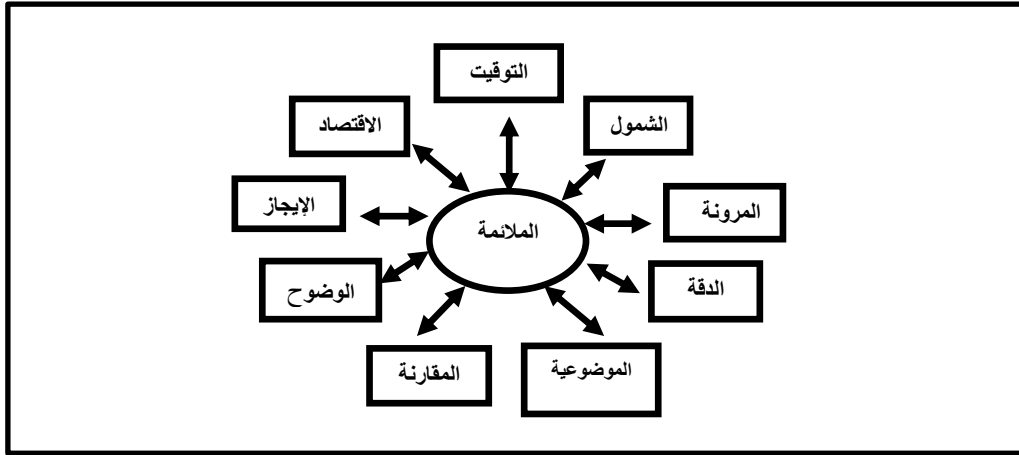 التوقيت
الشمول
الاقتصاد
المرونة
الإيجاز
الملائمة
الدقة
الوضوح
الموضوعية
المقارنة